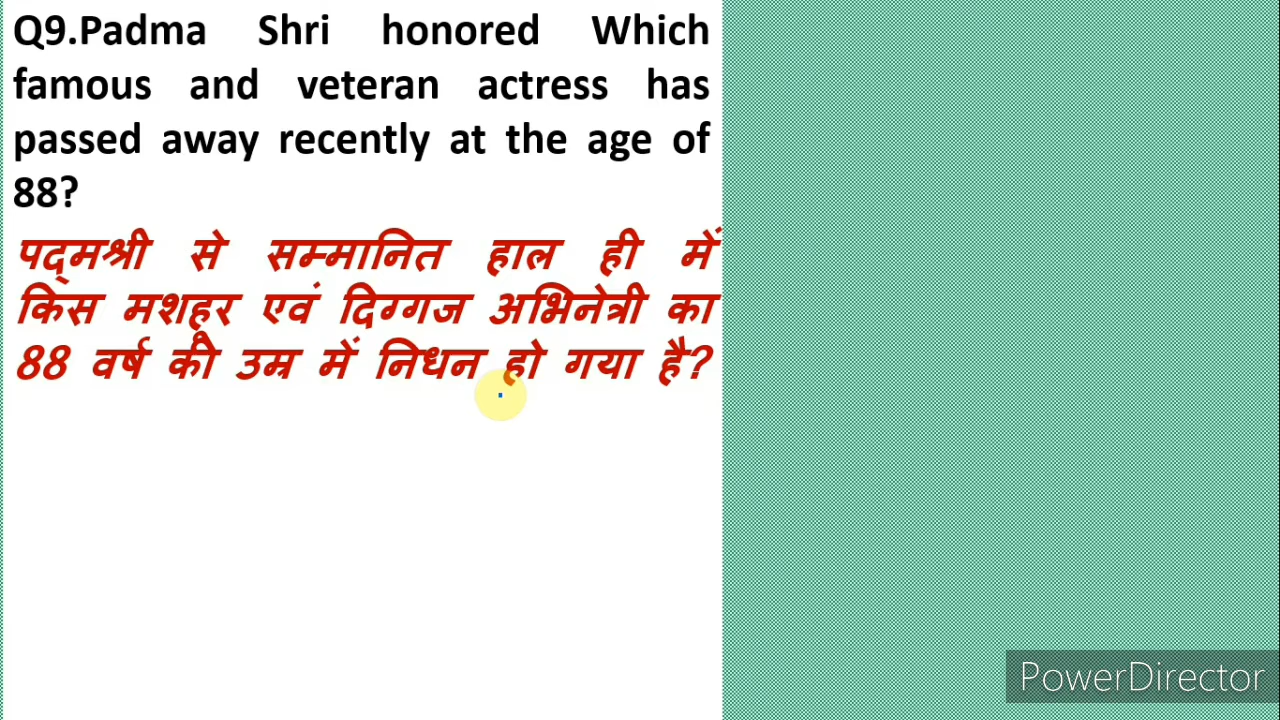 Q9.Padma Shri honored Which
famous and veteran actress has
passed away recently at the age of
88?
पद्मश्री से सम्मानित हाल ही में
किस मशहूर एवं दिग्गज अभिनेत्री का
88 वर्ष की उम्र में निधन हो गया है?
PowerDirector